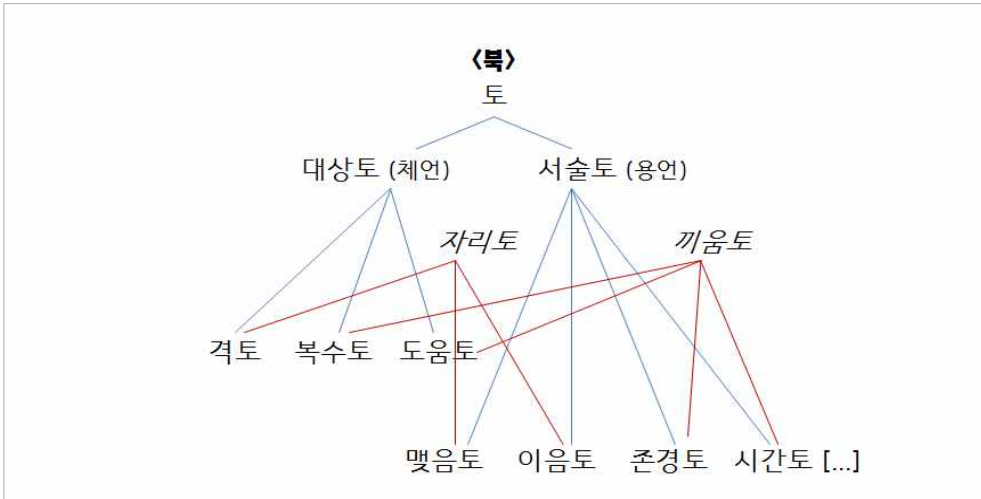 〈북〉
토
대상토 (체언) 서술토 (용언)
자리토 끼움토
격토 복수토 도움토
맺음토 이음토 존경토 시간토 [...]